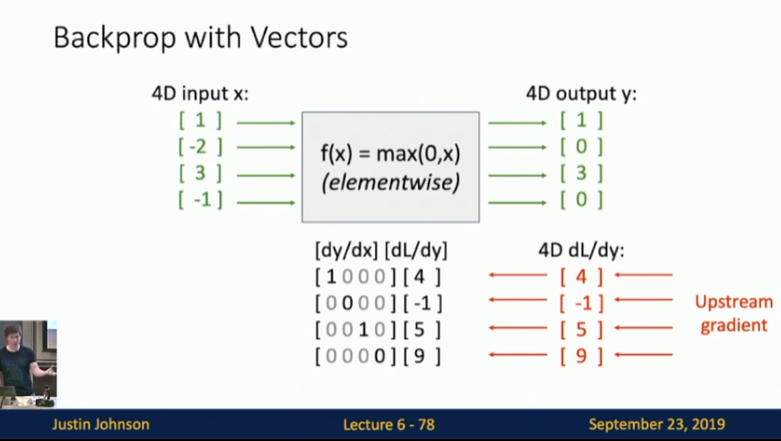 Backprop with Vectors
4D input x:
[ 1 ]
[ -2 ]
[ 3 ]
[ -1 ]
f(x) = max(0,x)
(elementwise)
4D output y:
[ 1 ]
[ 0 ]
[ 3 ]
[ 0 ]
[dy/dx] [dL/dy]
[ 1 0 0 0 ] [ 4 ]
[ 0 0 0 0 ] [ -1 ]
[ 0 0 1 0 ] [ 5 ]
[ 0 0 0 0 ] [ 9 ]
4D dL/dy:
[ 4 ]
[ -1 ]
[ 5 ]
[ 9 ]
Upstream
gradient
Justin Johnson
Lecture 6 - 78
September 23, 2019